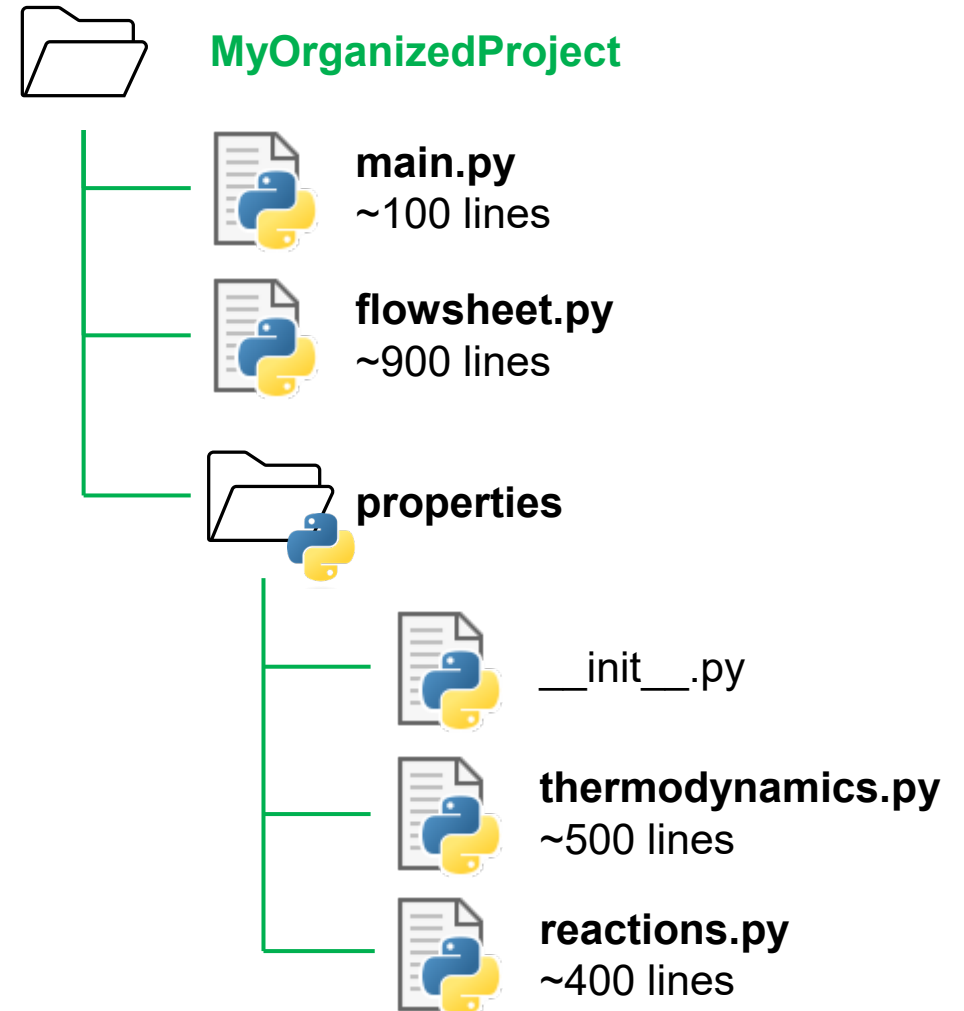 MyOrganizedProject
main.py
~100 lines
flowsheet.py
~900 lines
properties
__init__.py
thermodynamics.py
~500 lines
reactions.py
~400 lines